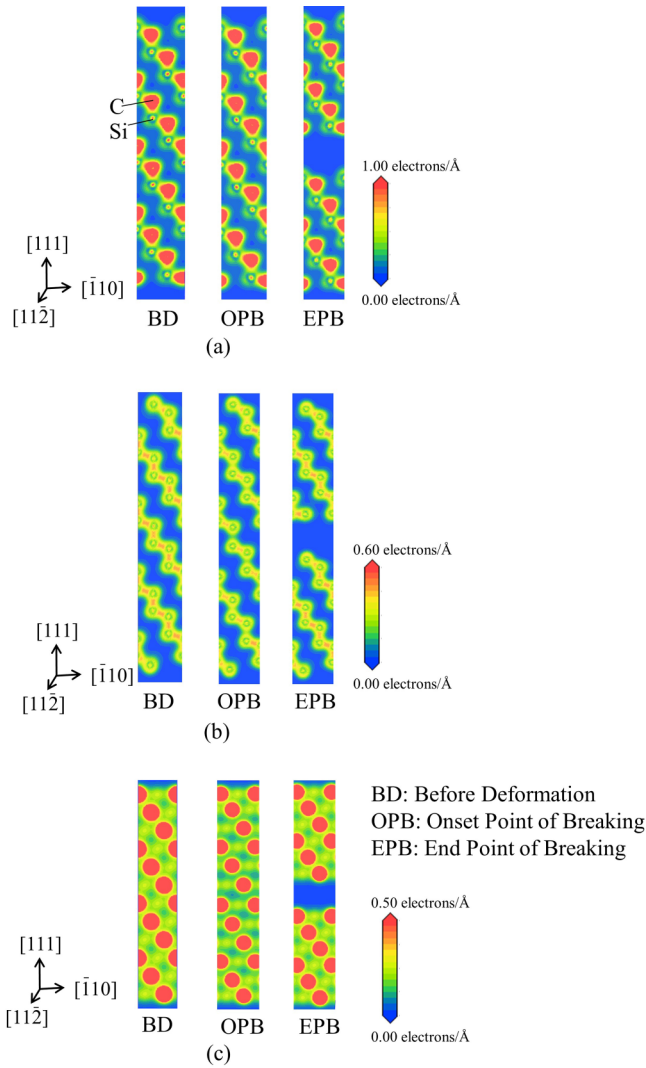 C
Si
1.00 electrons/Å
0.00 electrons/Å
[111]
[1̄10]
[112̄]
BD OPB EPB
(a)
0.60 electrons/Å
0.00 electrons/Å
[111]
[1̄10]
[112̄]
BD OPB EPB
(b)
BD: Before Deformation
OPB: Onset Point of Breaking
EPB: End Point of Breaking
0.50 electrons/Å
0.00 electrons/Å
[111]
[1̄10]
[112̄]
BD OPB EPB
(c)